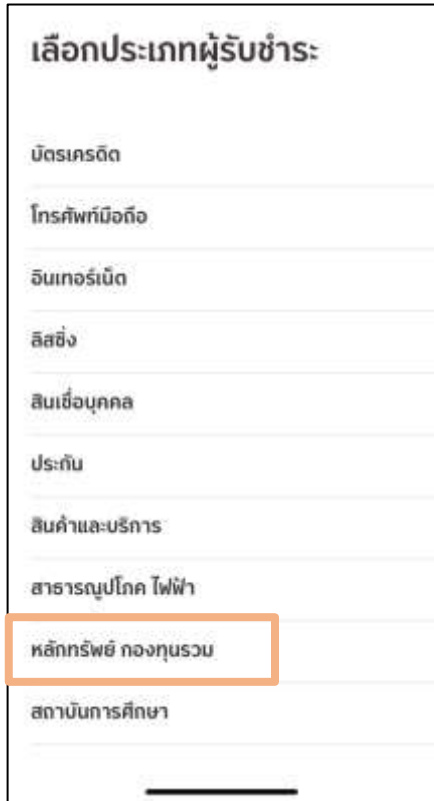 เลือกประเภทผู้รับชำระ
บัตรเครดิต
โทรศัพท์มือถือ
อินเทอร์เน็ต
ลิสซิ่ง
สินเชื่อบุคคล
ประกัน
สินค้าและบริการ
สาธารณูปโภค ไฟฟ้า
หลักทรัพย์ กองทุนรวม
สถาบันการศึกษา